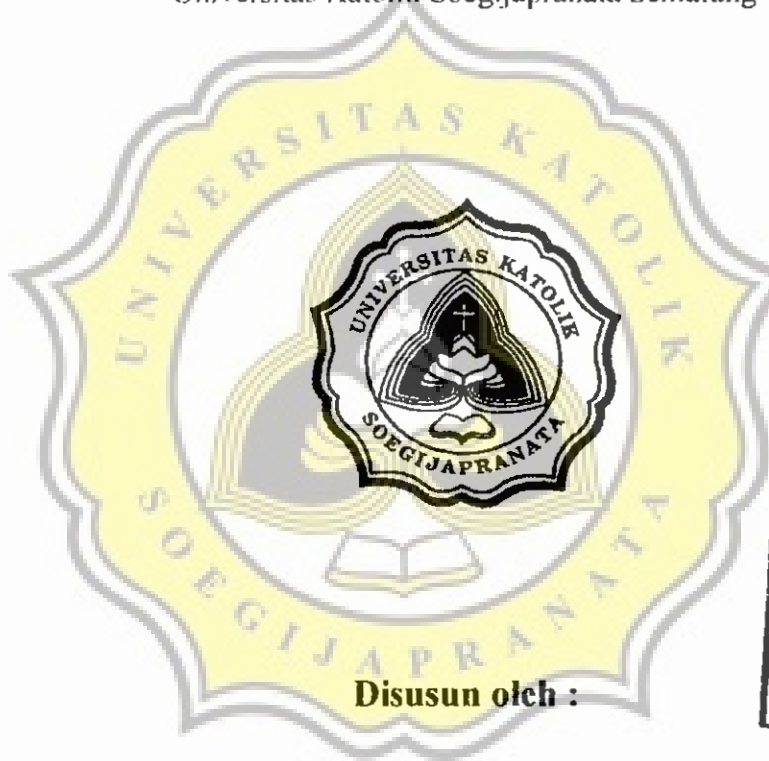 Universitas Katolik Soegijapranata Semarang
UNIVERSITAS KATOLIK
SOEGIJAPRANATA
UNIVERSITAS KATOLIK
SOEGIJAPRANATA
Disusun oleh :